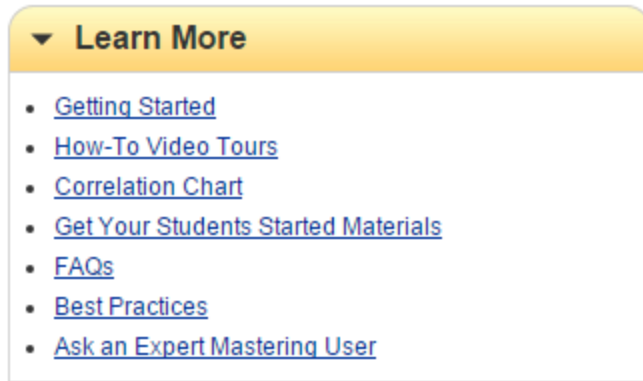 Learn More
Getting Started
How-To Video Tours
Correlation Chart
Get Your Students Started Materials
FAQs
Best Practices
Ask an Expert Mastering User